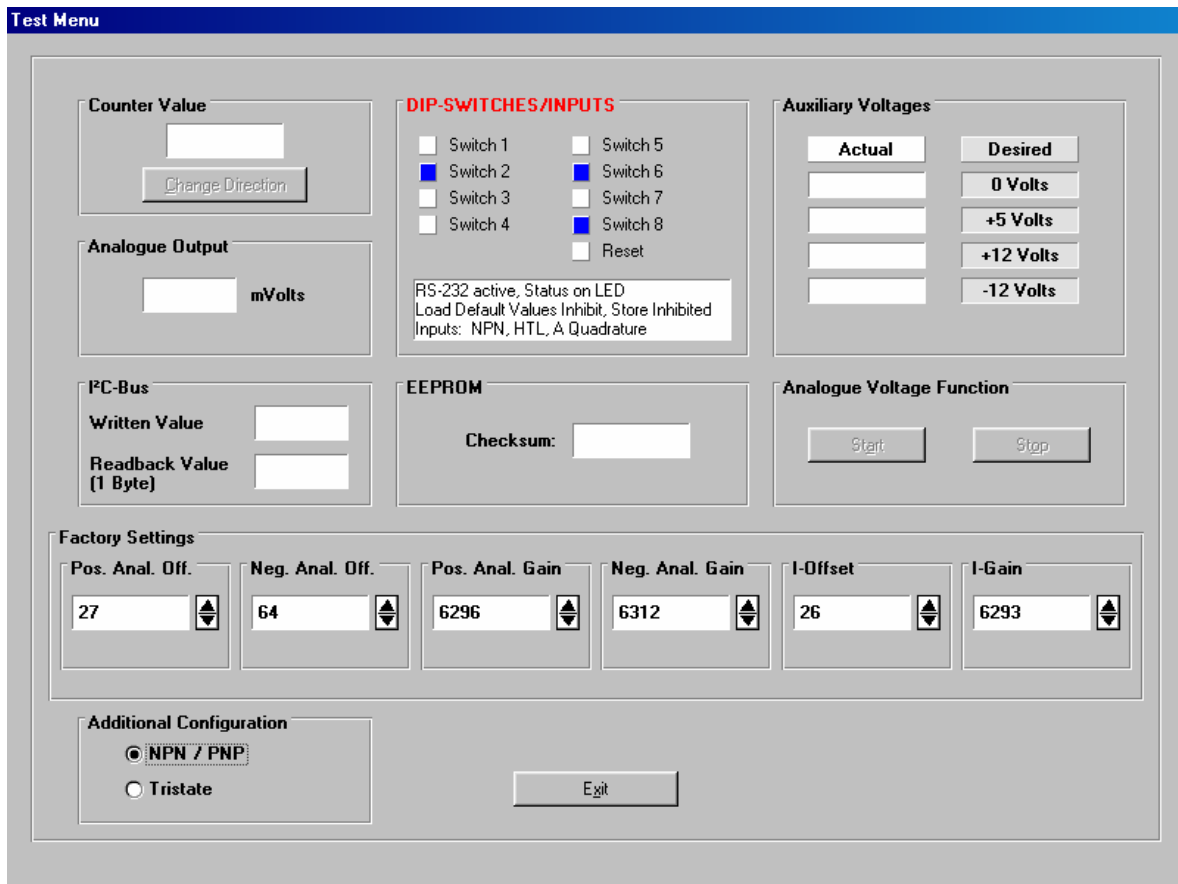 Test Menu
Counter Value
Change Direction
DIP-SWITCHES/INPUTS
Switch 1
Switch 5
Switch 2
Switch 6
Switch 3
Switch 7
Switch 4
Switch 8
Reset
RS-232 active, Status on LED
Load Default Values Inhibit, Store Inhibited
Inputs: NPN, HTL, A Quadrature
Auxiliary Voltages
Actual
Desired
0 Volts
+5 Volts
+12 Volts
-12 Volts
Analogue Output
mVolts
I²C-Bus
Written Value
Readback Value
(1 Byte)
EEPROM
Checksum:
Analogue Voltage Function
Start
Stop
Factory Settings
Pos. Anal. Off.
27
Neg. Anal. Off.
64
Pos. Anal. Gain
6296
Neg. Anal. Gain
6312
I-Offset
26
I-Gain
6293
Additional Configuration
NPN / PNP
Tristate
Exit